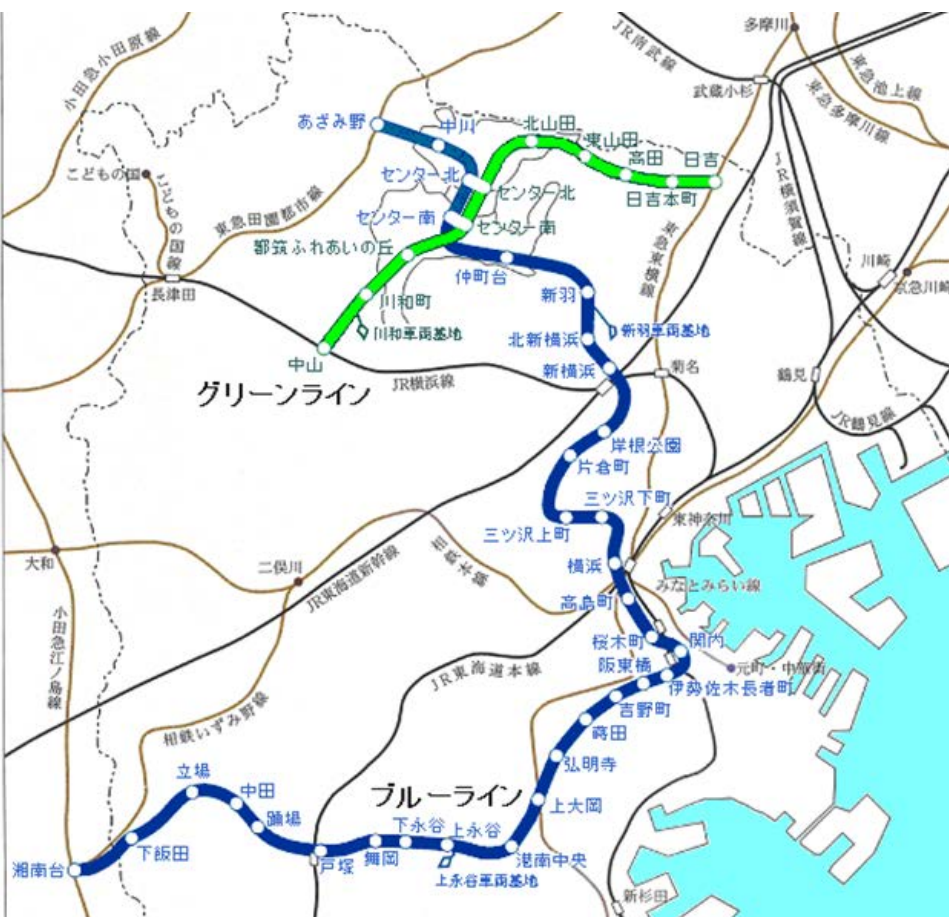 小田急小田原線
JR南武線
多摩川
東急池上線
東急多摩川線
武蔵小杉
あざみ野
中川
北山田
東山田
高田
日吉
日吉本町
センター北
センター北
こどもの国
こどもの国線
東急田園都市線
センター南
センター南
JR横須賀線
都筑ふれあいの丘
仲町台
東急東横線
川崎
京急川崎
長津田
川和町
川和車両基地
新羽
新羽車両基地
北新横浜
中山
新横浜
菊名
鶴見
JR横浜線
グリーンライン
JR鶴見線
岸根公園
片倉町
三ツ沢下町
三ツ沢上町
東神奈川
大和
二俣川
JR東海道新幹線
相鉄本線
横浜
みなとみらい線
高島町
小田急江ノ島線
桜木町
関内
阪東橋
元町・中華街
伊勢佐木長者町
JR東海道本線
吉野町
相鉄いずみ野線
蒔田
弘明寺
立場
中田
ブルーライン
上大岡
踊場
下永谷
上永谷
下飯田
戸塚
舞岡
港南中央
湘南台
上永谷車両基地
新杉田